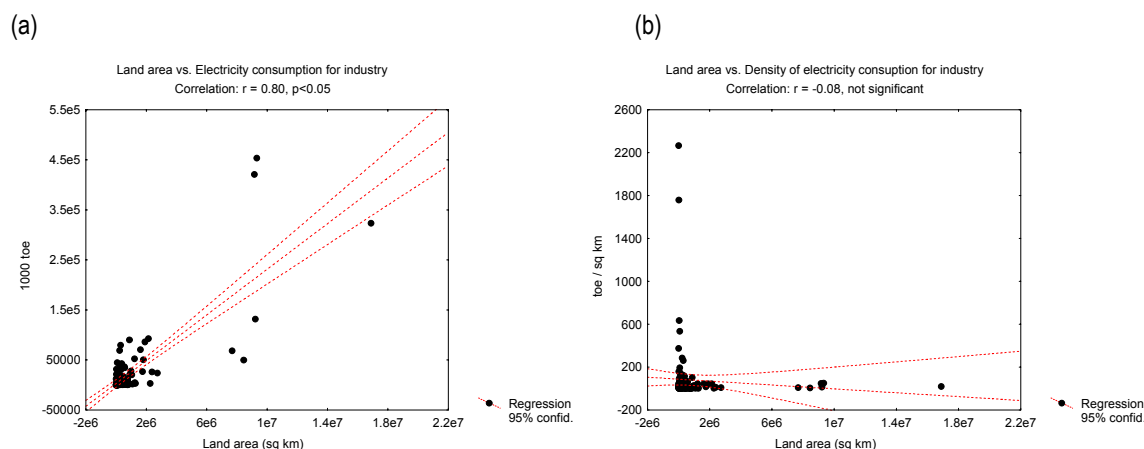 (a)
Land area vs. Electricity consumption for industry
Correlation: r = 0.80, p<0.05
5.5e5
4.5e5
3.5e5
2.5e5
1.5e5
50000
-50000
1000 toe
-2e6 2e6 6e6 1e7 1.4e7 1.8e7 2.2e7
Land area (sq km)
Regression
95% confid.
(b)
Land area vs. Density of electricity consuption for industry
Correlation: r = -0.08, not significant
2600
2200
1800
1400
1000
600
200
-200
toe / sq km
-2e6 2e6 6e6 1e7 1.4e7 1.8e7 2.2e7
Land area (sq km)
Regression
95% confid.